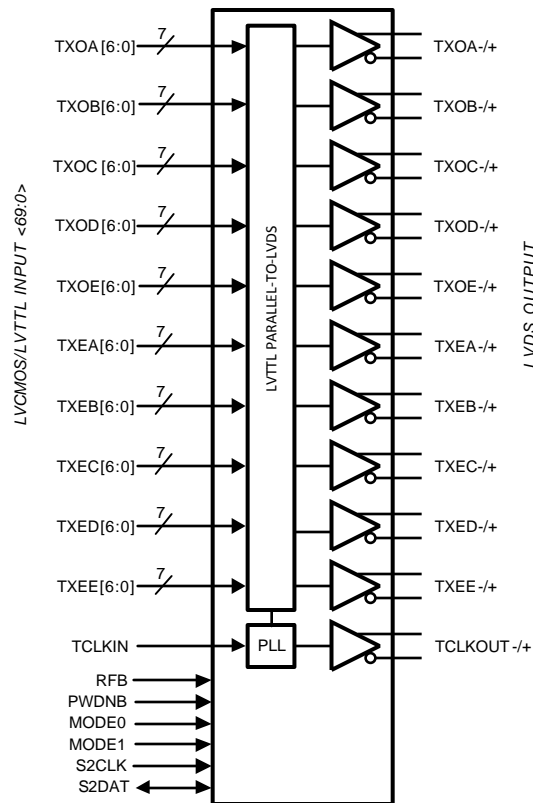 TXOA[6:0] 7 TXOA-/+
TXOB[6:0] 7 TXOB-/+
TXOC [6:0] 7 TXOC-/+
TXOD[6:0] 7 TXOD-/+
TXOE[6:0] 7 TXOE-/+
TXEA[6:0] 7 TXEA-/+
TXEB[6:0] 7 TXEB-/+
TXEC[6:0] 7 TXEC-/+
TXED[6:0] 7 TXED-/+
TXEE[6:0] 7 TXEE-/+
LVCMOS/LVTTL INPUT <69:0>
LVTTL PARALLEL-TO-LVDS
LVDS OUTPUT
TCLKIN PLL TCLKOUT-/+
RFB
PWDNB
MODE0
MODE1
S2CLK
S2DAT